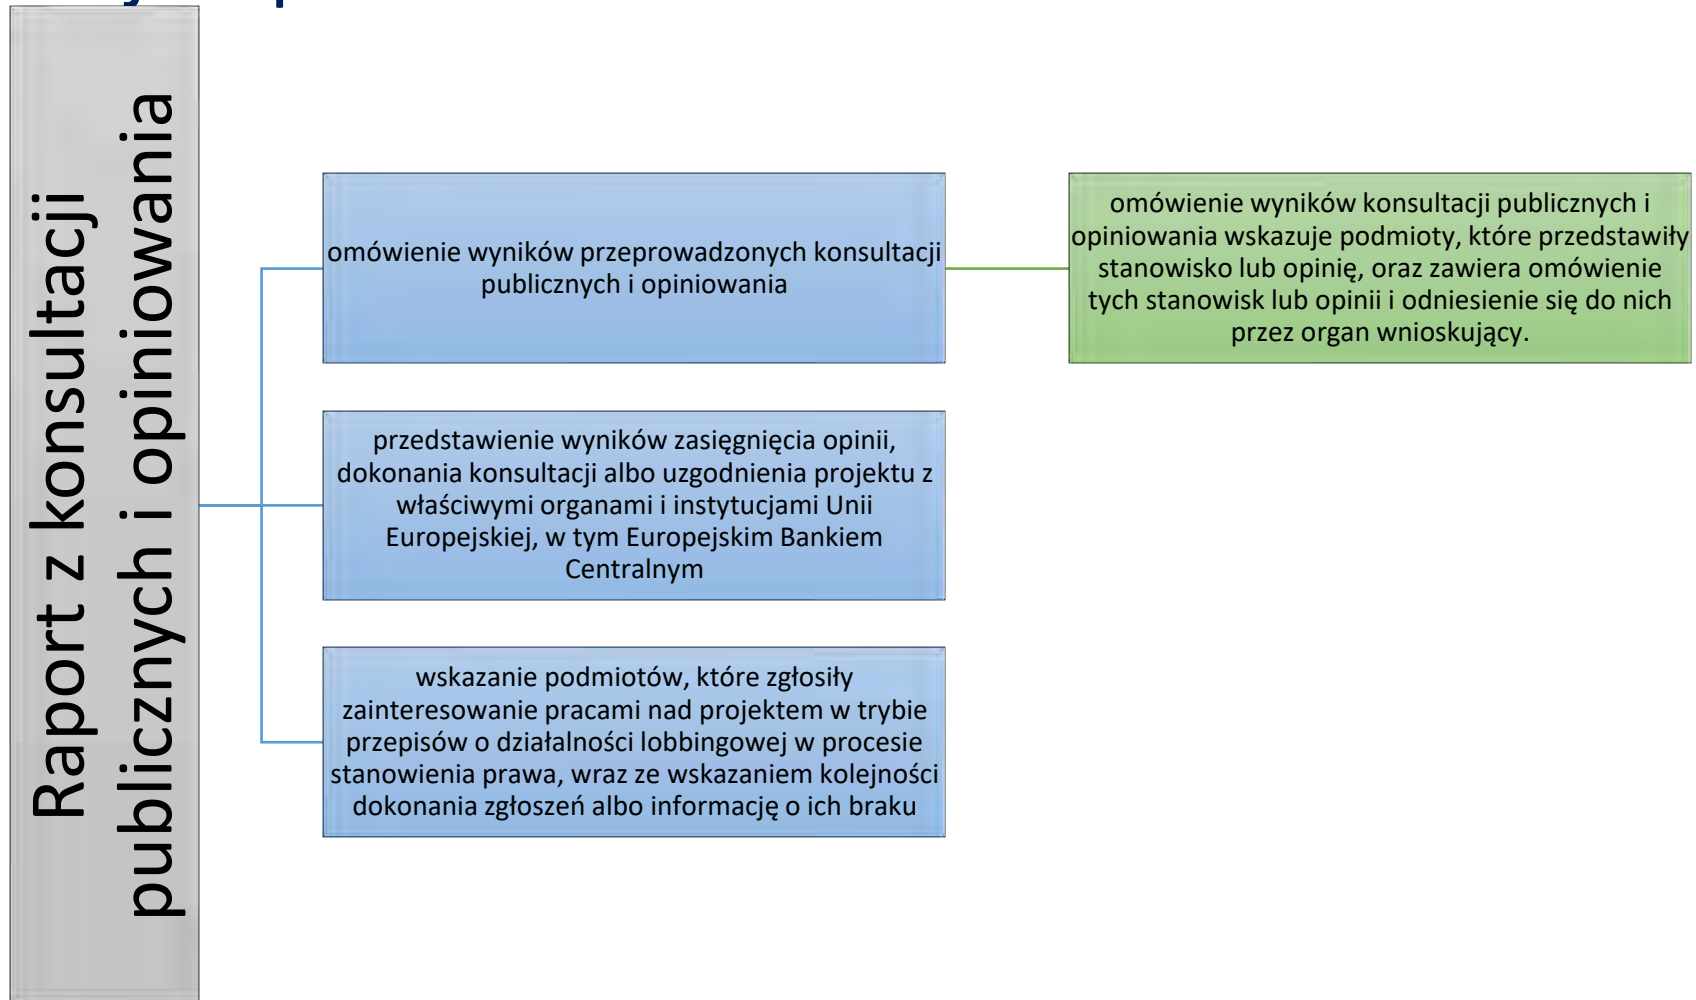 Raport z konsultacji
publicznych i opiniowania
omówienie wyników przeprowadzonych konsultacji
publicznych i opiniowania
omówienie wyników konsultacji publicznych i
opiniowania wskazuje podmioty, które przedstawiły
stanowisko lub opinię, oraz zawiera omówienie
tych stanowisk lub opinii i odniesienie się do nich
przez organ wnioskujący.
przedstawienie wyników zasięgnięcia opinii,
dokonania konsultacji albo uzgodnienia projektu z
właściwymi organami i instytucjami Unii
Europejskiej, w tym Europejskim Bankiem
Centralnym
wskazanie podmiotów, które zgłosiły
zainteresowanie pracami nad projektem w trybie
przepisów o działalności lobbingowej w procesie
stanowienia prawa, wraz ze wskazaniem kolejności
dokonania zgłoszeń albo informację o ich braku